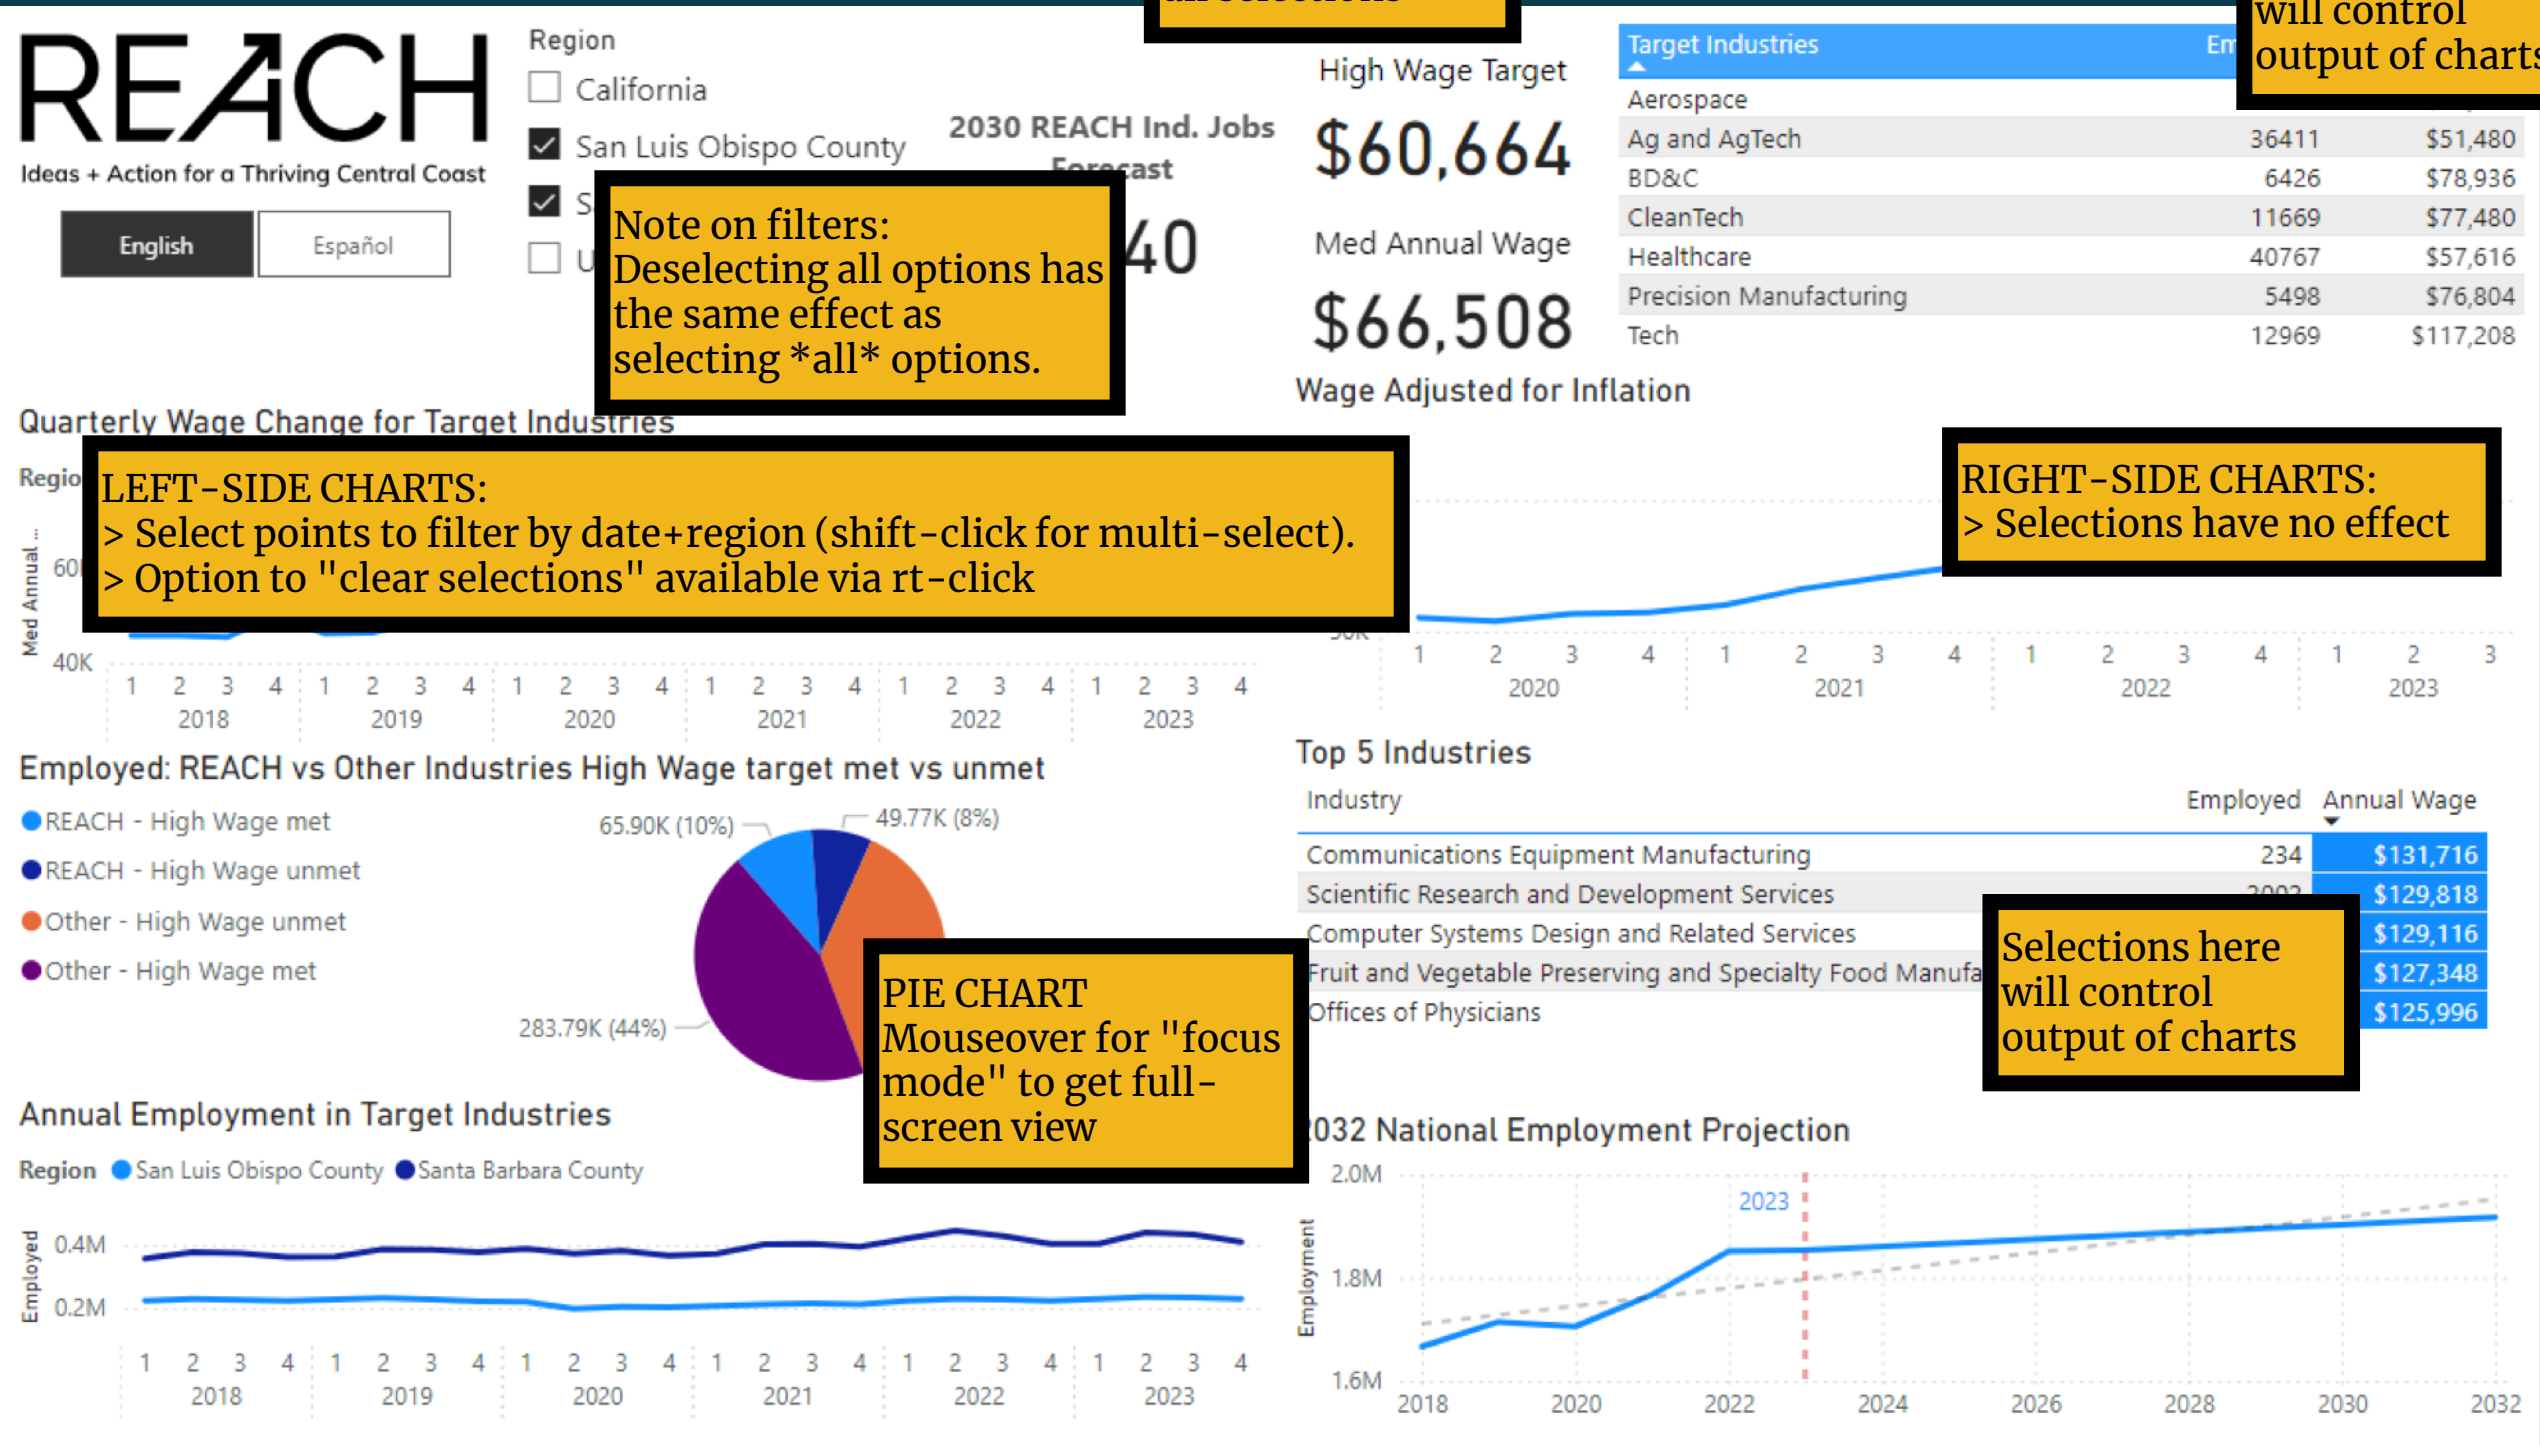 will control
output of charts
REACH
Ideas + Action for a Thriving Central Coast
English
Español
Region
California
San Luis Obispo County
2030 REACH Ind. Jobs
Forecast
40
Note on filters:
Deselecting all options has
the same effect as
selecting *all* options.
High Wage Target
$60,664
Med Annual Wage
$66,508
Target Industries
Aerospace
Ag and AgTech 36411 $51,480
BD&C 6426 $78,936
CleanTech 11669 $77,480
Healthcare 40767 $57,616
Precision Manufacturing 5498 $76,804
Tech 12969 $117,208
Quarterly Wage Change for Target Industries
LEFT-SIDE CHARTS:
> Select points to filter by date+region (shift-click for multi-select).
> Option to "clear selections" available via rt-click
Med Annual ...
40K
1 2 3 4 1 2 3 4 1 2 3 4 1 2 3 4 1 2 3 4 1 2 3 4
2018 2019 2020 2021 2022 2023
Wage Adjusted for Inflation
RIGHT-SIDE CHARTS:
> Selections have no effect
1 2 3 4 1 2 3 4 1 2 3 4 1 2 3
2020 2021 2022 2023
Employed: REACH vs Other Industries High Wage target met vs unmet
REACH - High Wage met
REACH - High Wage unmet
Other - High Wage unmet
Other - High Wage met
65.90K (10%)
49.77K (8%)
283.79K (44%)
PIE CHART
Mouseover for "focus
mode" to get full-
screen view
Top 5 Industries
Industry Employed Annual Wage
Communications Equipment Manufacturing 234 $131,716
Scientific Research and Development Services $129,818
Computer Systems Design and Related Services $129,116
Fruit and Vegetable Preserving and Specialty Food Manufa $127,348
Offices of Physicians $125,996
Selections here
will control
output of charts
Annual Employment in Target Industries
Region San Luis Obispo County Santa Barbara County
Employed
0.4M
0.2M
1 2 3 4 1 2 3 4 1 2 3 4 1 2 3 4 1 2 3 4 1 2 3 4
2018 2019 2020 2021 2022 2023
2032 National Employment Projection
Employment
2.0M
1.8M
1.6M
2023
2018 2020 2022 2024 2026 2028 2030 2032